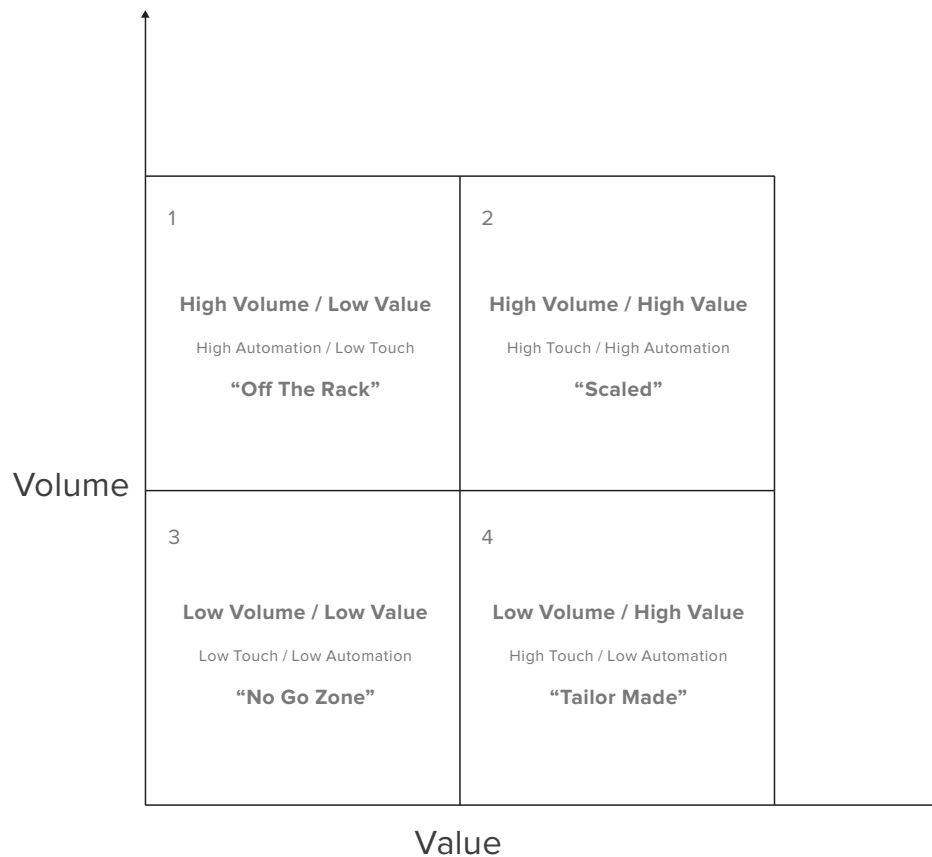 1
High Volume / Low Value
High Automation / Low Touch
“Off The Rack”
2
High Volume / High Value
High Touch / High Automation
“Scaled”
Volume
3
Low Volume / Low Value
Low Touch / Low Automation
“No Go Zone”
4
Low Volume / High Value
High Touch / Low Automation
“Tailor Made”
Value